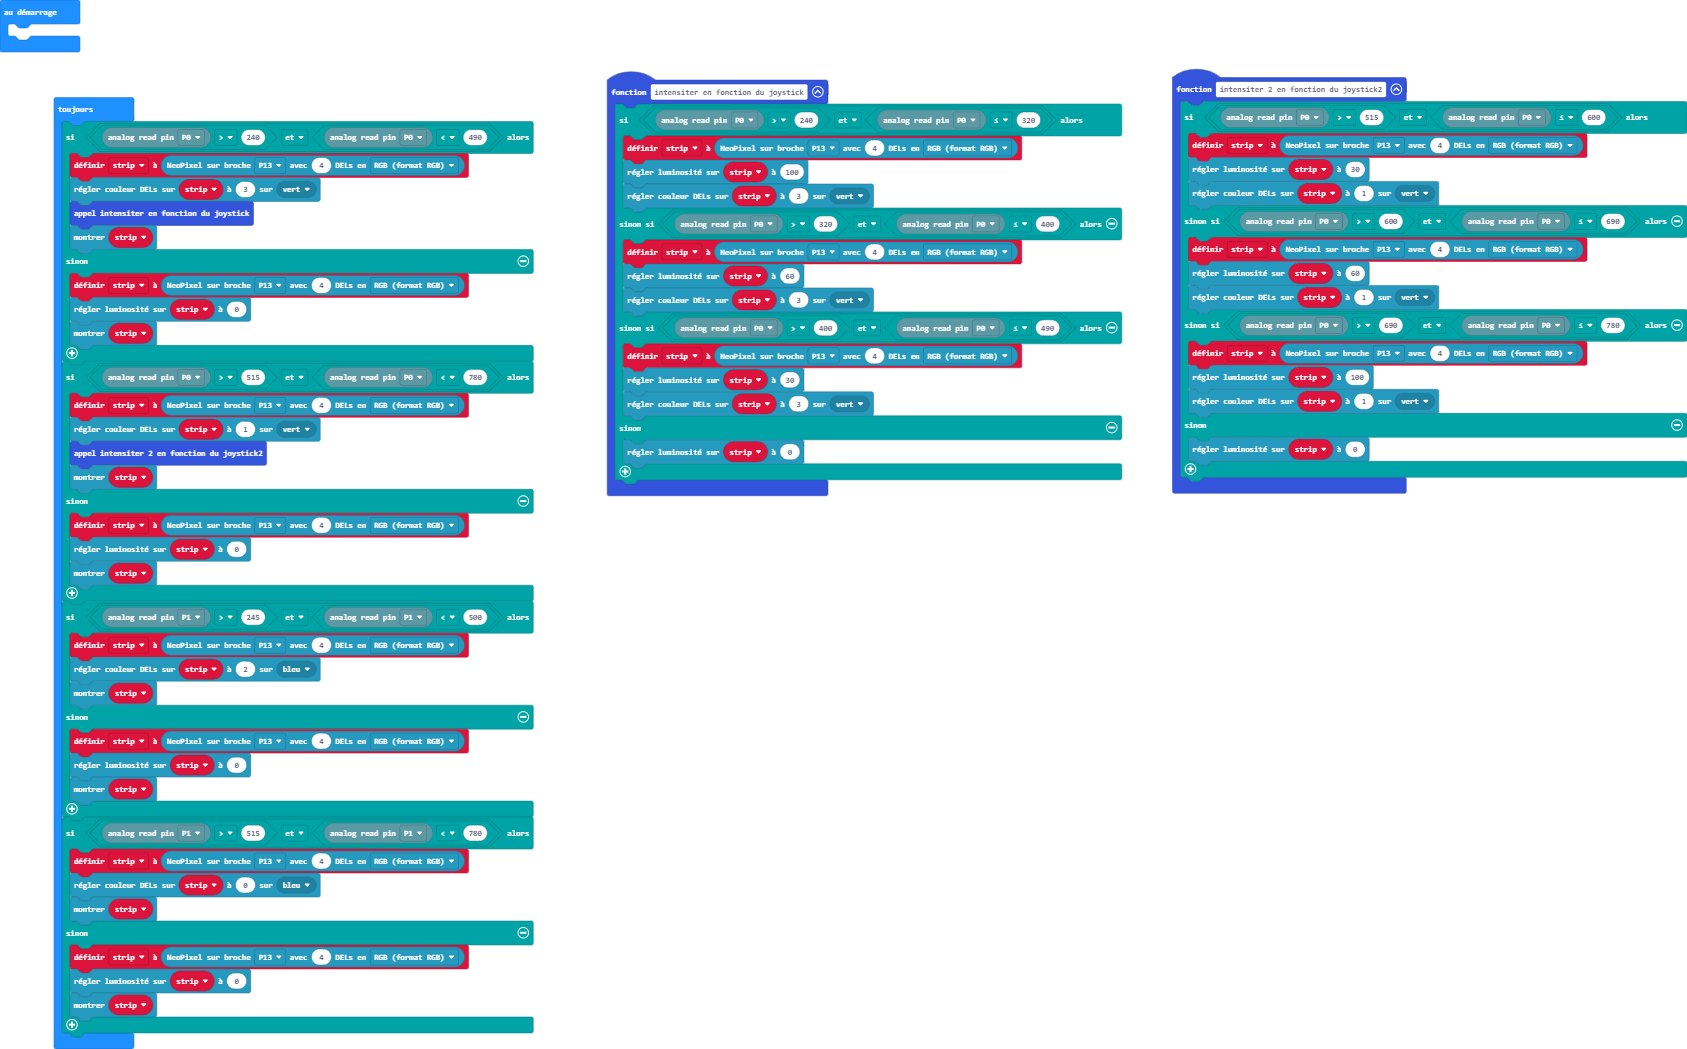 au démarrage
toujours
si analog read pin P0 > 240 et analog read pin P0 < 490 alors
définir strip à NeoPixel sur broche P13 avec 4 DELs en RGB (format RGB)
régler couleur DELs sur strip à 3 sur vert
appel intensiter en fonction du joystick
montrer strip
sinon
définir strip à NeoPixel sur broche P13 avec 4 DELs en RGB (format RGB)
régler luminosité sur strip à 0
montrer strip
si analog read pin P0 > 515 et analog read pin P0 < 780 alors
définir strip à NeoPixel sur broche P13 avec 4 DELs en RGB (format RGB)
régler couleur DELs sur strip à 1 sur vert
appel intensiter 2 en fonction du joystick2
montrer strip
sinon
définir strip à NeoPixel sur broche P13 avec 4 DELs en RGB (format RGB)
régler luminosité sur strip à 0
montrer strip
si analog read pin P1 > 245 et analog read pin P1 < 500 alors
définir strip à NeoPixel sur broche P13 avec 4 DELs en RGB (format RGB)
régler couleur DELs sur strip à 2 sur bleu
montrer strip
sinon
définir strip à NeoPixel sur broche P13 avec 4 DELs en RGB (format RGB)
régler luminosité sur strip à 0
montrer strip
si analog read pin P1 > 515 et analog read pin P1 < 780 alors
définir strip à NeoPixel sur broche P13 avec 4 DELs en RGB (format RGB)
régler couleur DELs sur strip à 0 sur bleu
montrer strip
sinon
définir strip à NeoPixel sur broche P13 avec 4 DELs en RGB (format RGB)
régler luminosité sur strip à 0
montrer strip
fonction intensiter en fonction du joystick
si analog read pin P0 > 240 et analog read pin P0 ≤ 320 alors
définir strip à NeoPixel sur broche P13 avec 4 DELs en RGB (format RGB)
régler luminosité sur strip à 100
régler couleur DELs sur strip à 3 sur vert
sinon si analog read pin P0 > 320 et analog read pin P0 ≤ 400 alors
définir strip à NeoPixel sur broche P13 avec 4 DELs en RGB (format RGB)
régler luminosité sur strip à 60
régler couleur DELs sur strip à 3 sur vert
sinon si analog read pin P0 > 400 et analog read pin P0 ≤ 490 alors
définir strip à NeoPixel sur broche P13 avec 4 DELs en RGB (format RGB)
régler luminosité sur strip à 30
régler couleur DELs sur strip à 3 sur vert
sinon
régler luminosité sur strip à 0
fonction intensiter 2 en fonction du joystick2
si analog read pin P0 > 515 et analog read pin P0 ≤ 600 alors
définir strip à NeoPixel sur broche P13 avec 4 DELs en RGB (format RGB)
régler luminosité sur strip à 30
régler couleur DELs sur strip à 1 sur vert
sinon si analog read pin P0 > 600 et analog read pin P0 ≤ 690 alors
définir strip à NeoPixel sur broche P13 avec 4 DELs en RGB (format RGB)
régler luminosité sur strip à 60
régler couleur DELs sur strip à 1 sur vert
sinon si analog read pin P0 > 690 et analog read pin P0 ≤ 780 alors
définir strip à NeoPixel sur broche P13 avec 4 DELs en RGB (format RGB)
régler luminosité sur strip à 100
régler couleur DELs sur strip à 1 sur vert
sinon
régler luminosité sur strip à 0